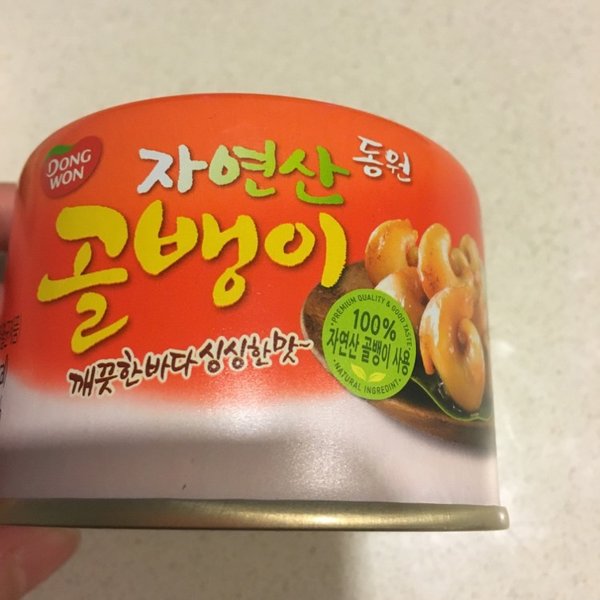 DONG
WON
자연산
동원
골뱅이
깨끗한 바다 싱싱한 맛~
PREMIUM QUALITY & GOOD TASTE
100%
자연산 골뱅이 사용
NATURAL INGREDINT